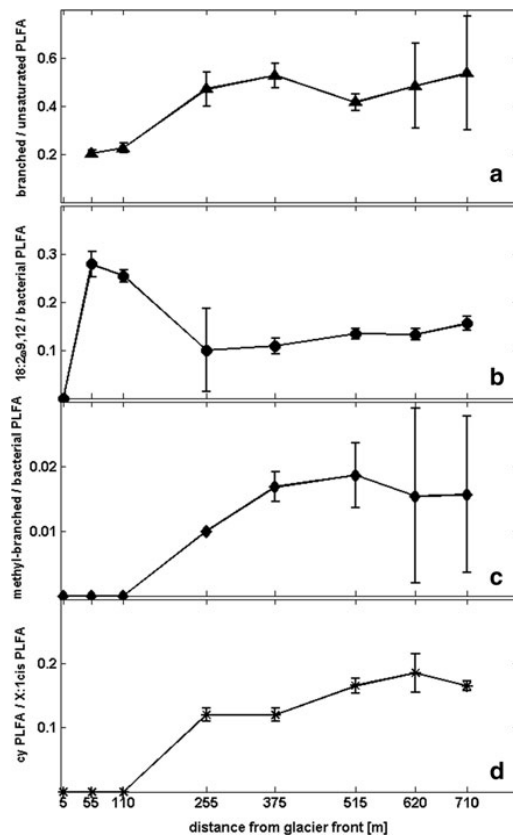 branched / unsaturated PLFA
0.6
0.4
0.2
a
18:2ω9,12 / bacterial PLFA
0.3
0.2
0.1
b
methyl-branched / bacterial PLFA
0.02
0.01
c
cy PLFA / X:1cis PLFA
0.2
0.1
d
5 55 110 255 375 515 620 710
distance from glacier front [m]